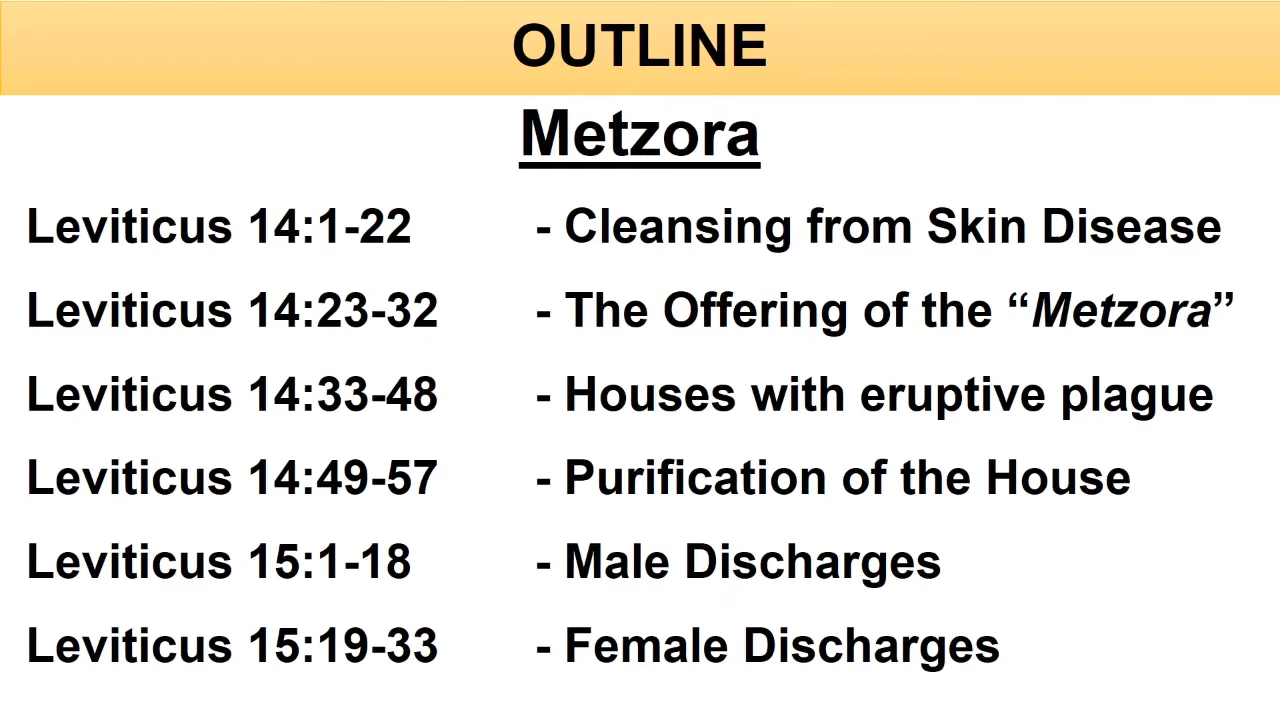 OUTLINE
Metzora
Leviticus 14:1-22 - Cleansing from Skin Disease
Leviticus 14:23-32 - The Offering of the “Metzora”
Leviticus 14:33-48 - Houses with eruptive plague
Leviticus 14:49-57 - Purification of the House
Leviticus 15:1-18 - Male Discharges
Leviticus 15:19-33 - Female Discharges